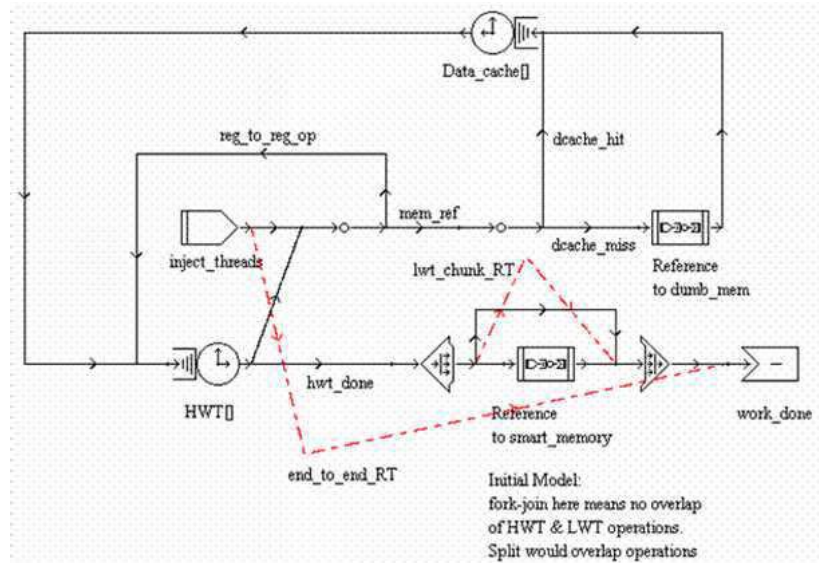 Data_cache[]
reg_to_reg_op
dcache_hit
mem_ref
inject_threads
dcache_miss
lwt_chunk_RT
Reference
to dumb_mem
hwt_done
HWT[]
Reference
to smart_memory
work_done
end_to_end_RT
Initial Model:
fork-join here means no overlap
of HWT & LWT operations.
Split would overlap operations